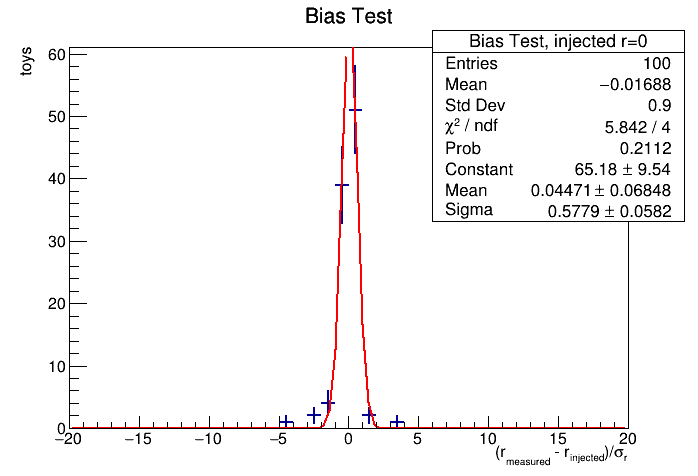 Bias Test
toys
Bias Test, injected r=0
Entries 100
Mean −0.01688
Std Dev 0.9
χ² / ndf 5.842 / 4
Prob 0.2112
Constant 65.18 ± 9.54
Mean 0.04471 ± 0.06848
Sigma 0.5779 ± 0.0582
60
50
40
30
20
10
0
−20 −15 −10 −5 0 5 10 15 20
(r_measured - r_injected)/σ_r